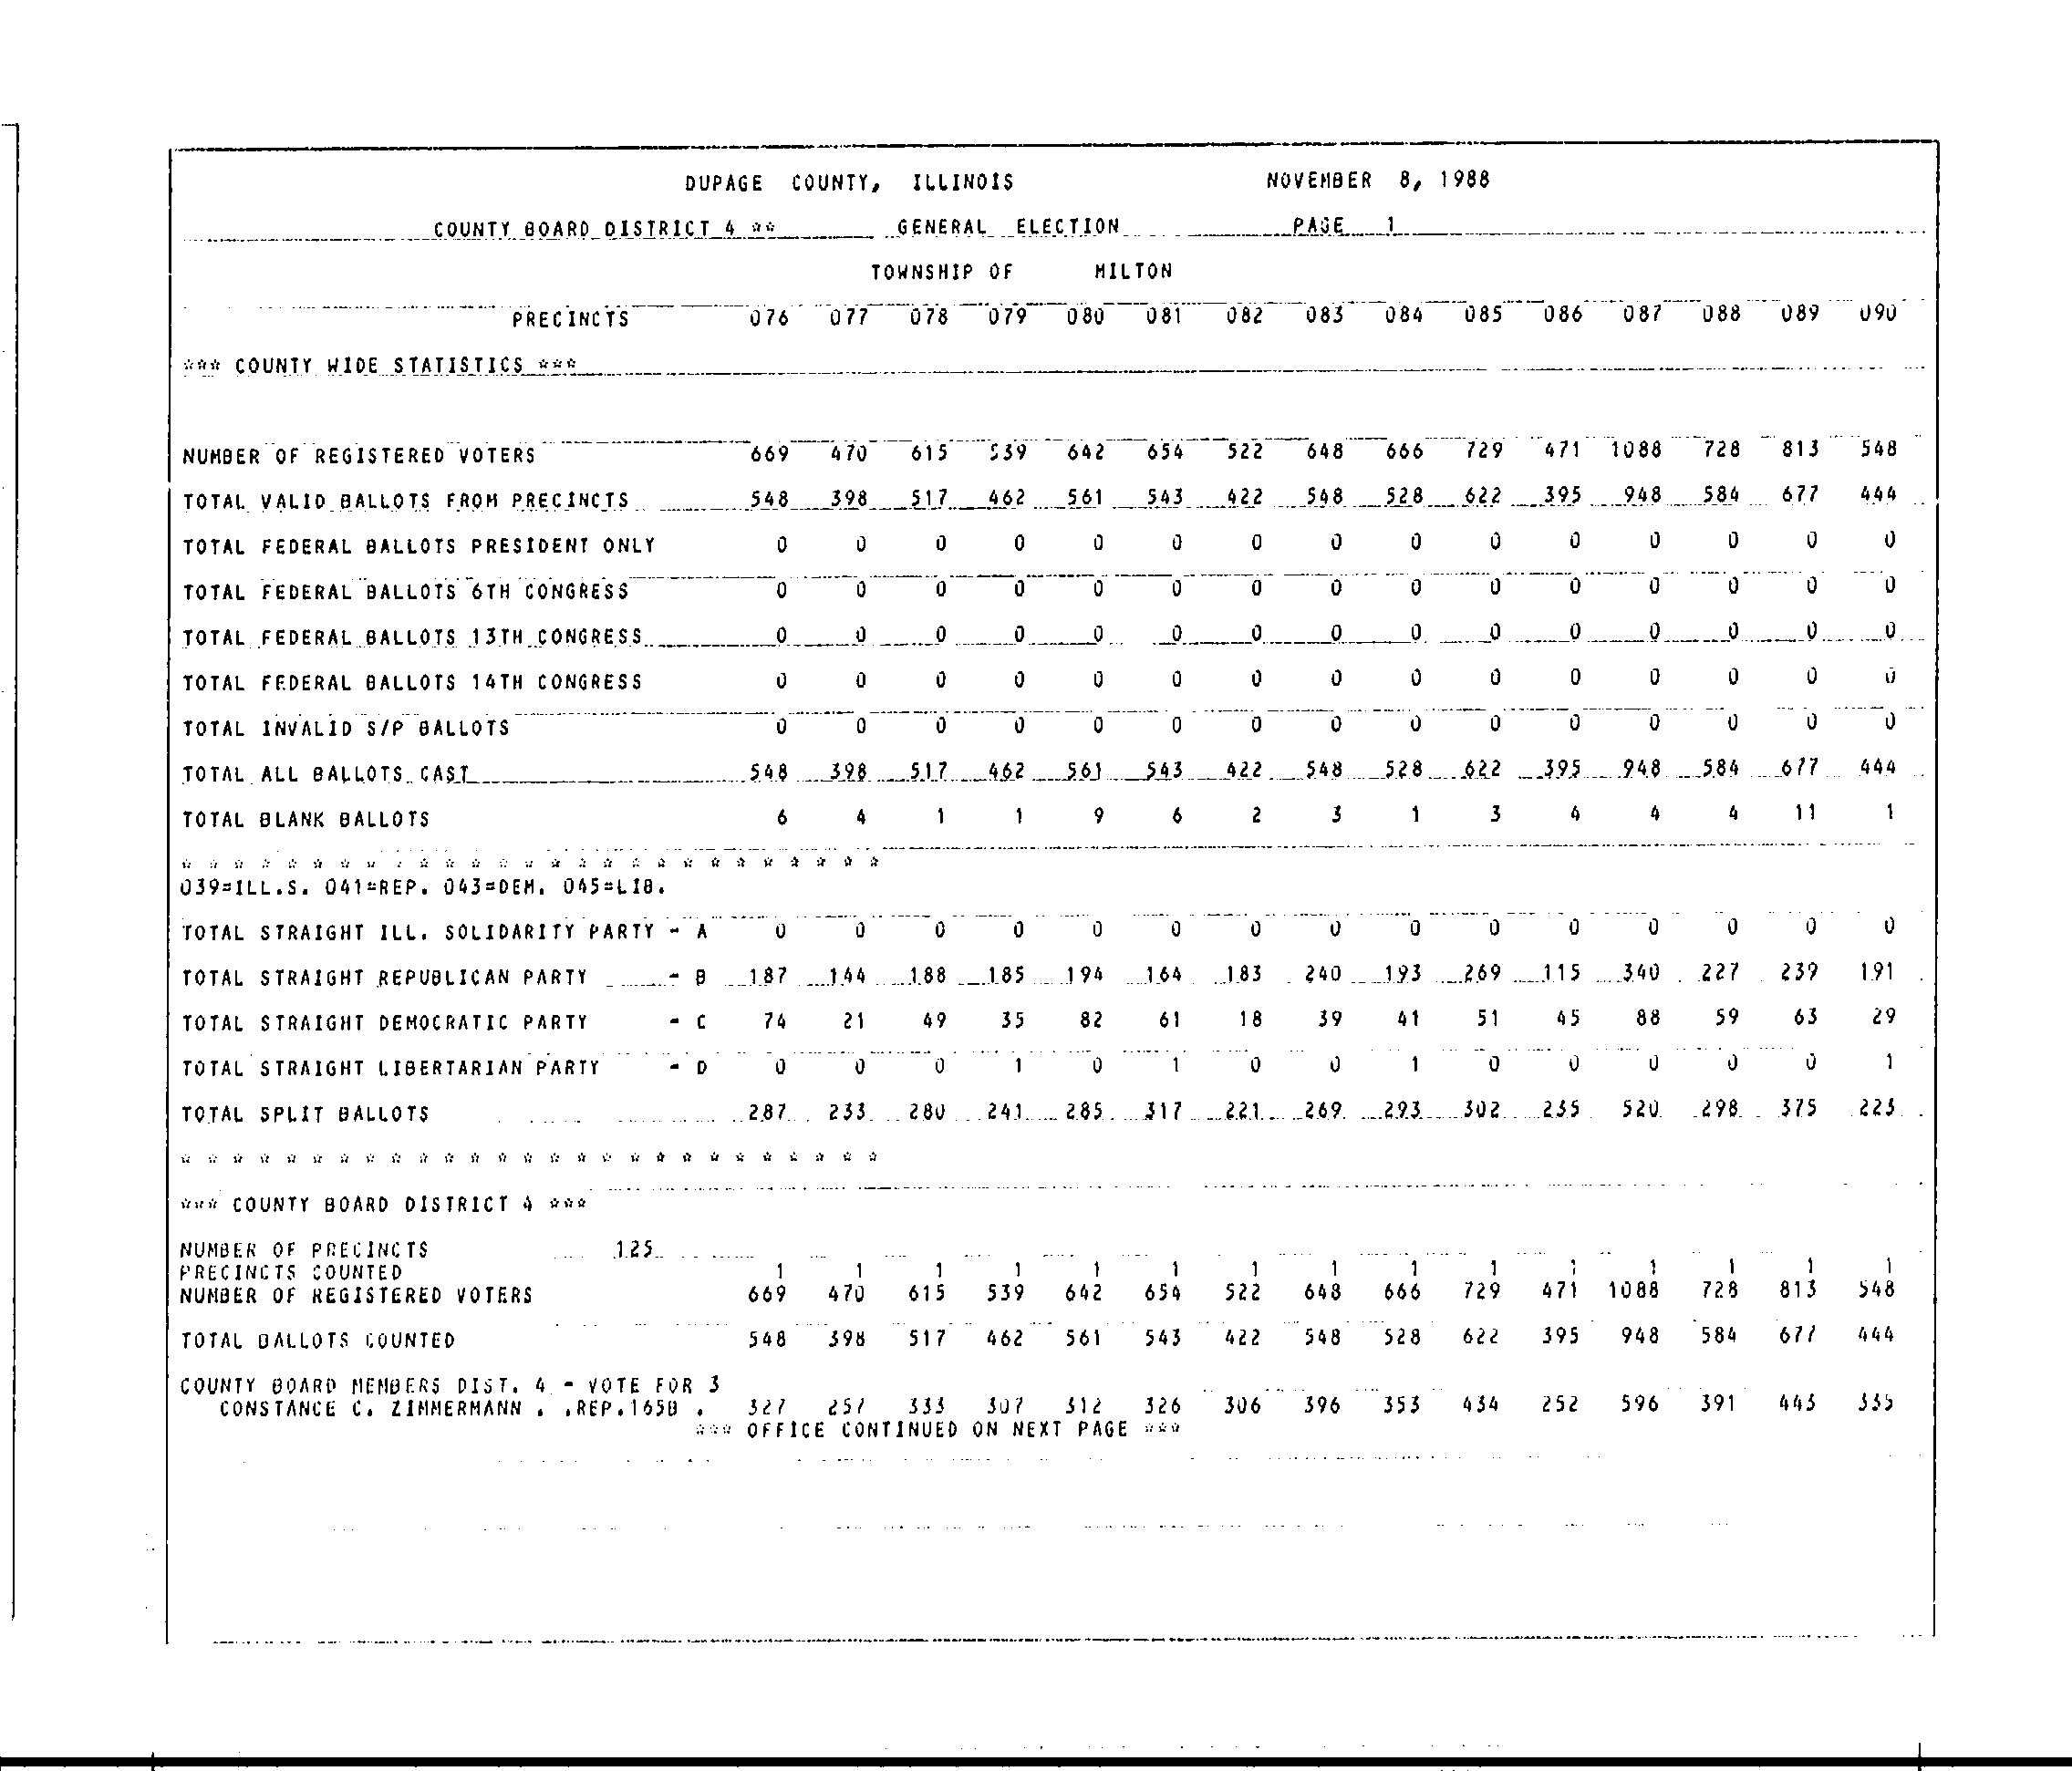 DUPAGE COUNTY, ILLINOIS NOVEMBER 8, 1988
COUNTY BOARD DISTRICT 4 ** GENERAL ELECTION PAGE 1
TOWNSHIP OF MILTON
PRECINCTS 076 077 078 079 080 081 082 083 084 085 086 087 088 089 090
*** COUNTY WIDE STATISTICS ***
NUMBER OF REGISTERED VOTERS 669 470 615 539 642 654 522 648 666 729 471 1088 728 813 548
TOTAL VALID BALLOTS FROM PRECINCTS 548 398 517 462 561 543 422 548 528 622 395 948 584 677 444
TOTAL FEDERAL BALLOTS PRESIDENT ONLY 0 0 0 0 0 0 0 0 0 0 0 0 0 0 0
TOTAL FEDERAL BALLOTS 6TH CONGRESS 0 0 0 0 0 0 0 0 0 0 0 0 0 0 0
TOTAL FEDERAL BALLOTS 13TH CONGRESS 0 0 0 0 0 0 0 0 0 0 0 0 0 0 0
TOTAL FEDERAL BALLOTS 14TH CONGRESS 0 0 0 0 0 0 0 0 0 0 0 0 0 0 0
TOTAL INVALID S/P BALLOTS 0 0 0 0 0 0 0 0 0 0 0 0 0 0 0
TOTAL ALL BALLOTS CAST 548 398 517 462 561 543 422 548 528 622 395 948 584 677 444
TOTAL BLANK BALLOTS 6 4 1 1 9 6 2 3 1 3 4 4 4 11 1
* * * * * * * * * * * * * * * * * * * * * * * * * * *
039=ILL.S. 041=REP. 043=DEM. 045=LIB.
TOTAL STRAIGHT ILL. SOLIDARITY PARTY - A 0 0 0 0 0 0 0 0 0 0 0 0 0 0 0
TOTAL STRAIGHT REPUBLICAN PARTY - B 187 144 188 185 194 164 183 240 193 269 115 340 227 239 191
TOTAL STRAIGHT DEMOCRATIC PARTY - C 74 21 49 35 82 61 18 39 41 51 45 88 59 63 29
TOTAL STRAIGHT LIBERTARIAN PARTY - D 0 0 0 1 0 1 0 0 1 0 0 0 0 0 1
TOTAL SPLIT BALLOTS 287 233 280 241 285 317 221 269 293 302 235 520 298 375 223
* * * * * * * * * * * * * * * * * * * * * * * * * * *
*** COUNTY BOARD DISTRICT 4 ***
NUMBER OF PRECINCTS 125
PRECINCTS COUNTED 1 1 1 1 1 1 1 1 1 1 1 1 1 1 1
NUMBER OF REGISTERED VOTERS 669 470 615 539 642 654 522 648 666 729 471 1088 728 813 548
TOTAL BALLOTS COUNTED 548 398 517 462 561 543 422 548 528 622 395 948 584 677 444
COUNTY BOARD MEMBERS DIST. 4 - VOTE FOR 3
CONSTANCE C. ZIMMERMANN . .REP.165B . 327 257 333 307 312 326 306 396 353 434 252 596 391 443 335
*** OFFICE CONTINUED ON NEXT PAGE ***